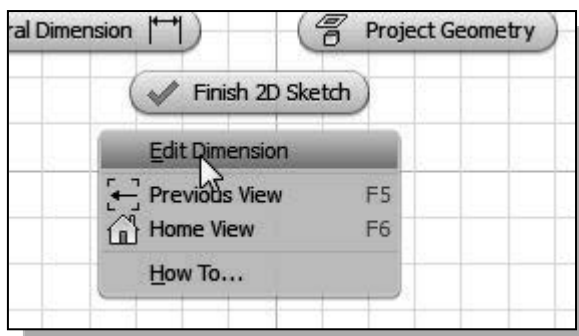 ral Dimension
Project Geometry
Finish 2D Sketch
Edit Dimension
Previous View F5
Home View F6
How To...